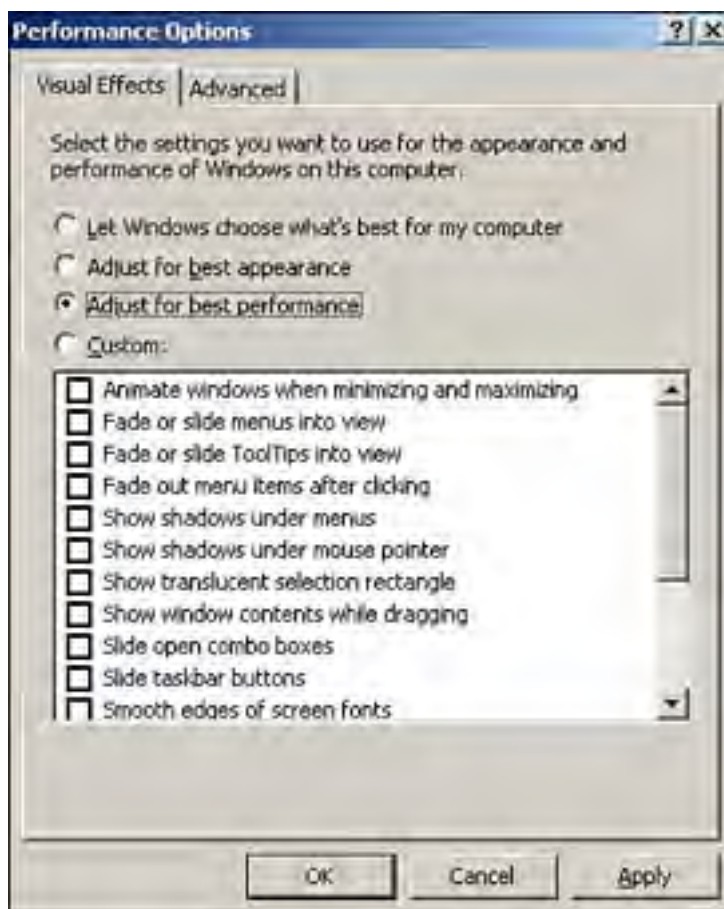 Performance Options
Visual Effects Advanced
Select the settings you want to use for the appearance and
performance of Windows on this computer.
Let Windows choose what's best for my computer
Adjust for best appearance
Adjust for best performance
Custom:
Animate windows when minimizing and maximizing
Fade or slide menus into view
Fade or slide ToolTips into view
Fade out menu items after clicking
Show shadows under menus
Show shadows under mouse pointer
Show translucent selection rectangle
Show window contents while dragging
Slide open combo boxes
Slide taskbar buttons
Smooth edges of screen fonts
OK Cancel Apply